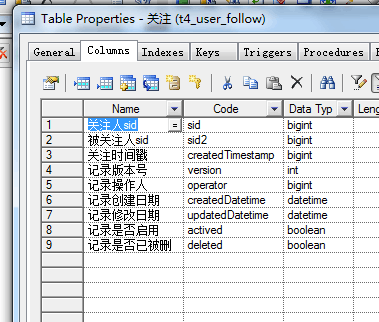 Table Properties - 关注 (t4_user_follow)
General Columns Indexes Keys Triggers Procedures
Name Code Data Typ Leng
1 关注人sid = sid bigint
2 被关注人sid sid2 bigint
3 关注时间戳 createdTimestamp bigint
4 记录版本号 version int
5 记录操作人 operator bigint
6 记录创建日期 createdDatetime datetime
7 记录修改日期 updatedDatetime datetime
8 记录是否启用 actived boolean
9 记录是否已被删 deleted boolean